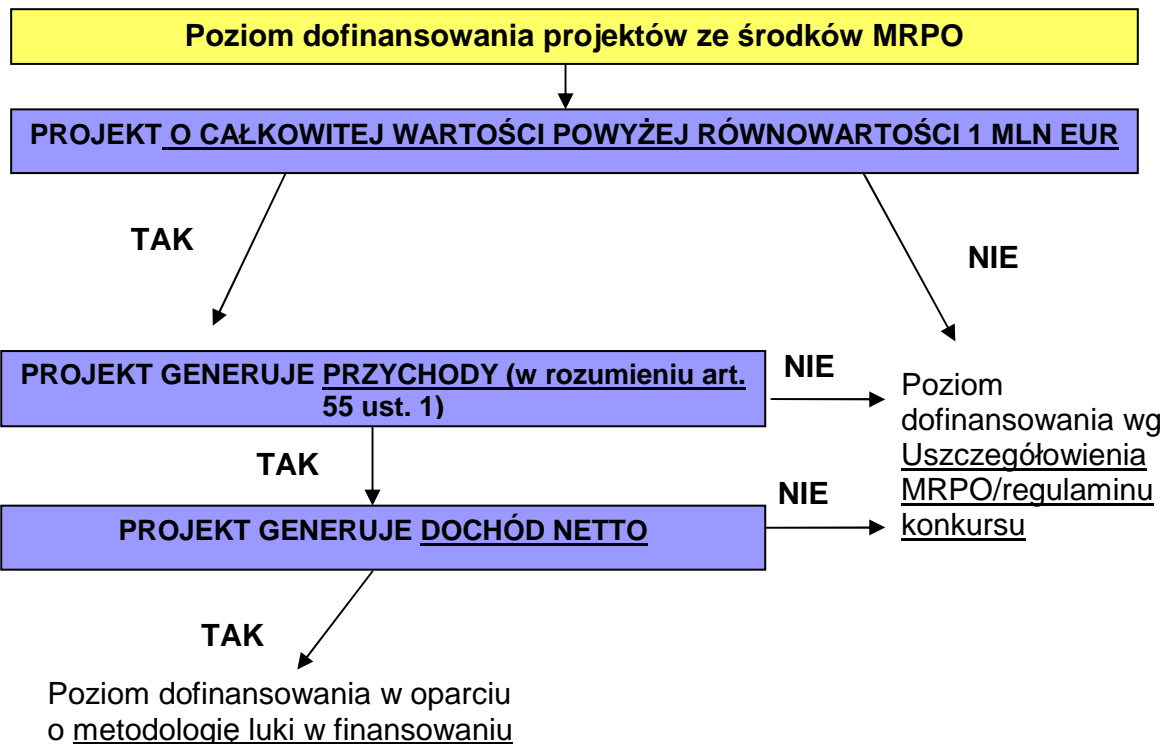 Poziom dofinansowania projektów ze środków MRPO
PROJEKT O CAŁKOWITEJ WARTOŚCI POWYŻEJ RÓWNOWARTOŚCI 1 MLN EUR
TAK
NIE
PROJEKT GENERUJE PRZYCHODY (w rozumieniu art.
55 ust. 1)
NIE
Poziom
dofinansowania wg
Uszczegółowienia
MRPO/regulaminu
konkursu
TAK
PROJEKT GENERUJE DOCHÓD NETTO
NIE
TAK
Poziom dofinansowania w oparciu
o metodologię luki w finansowaniu